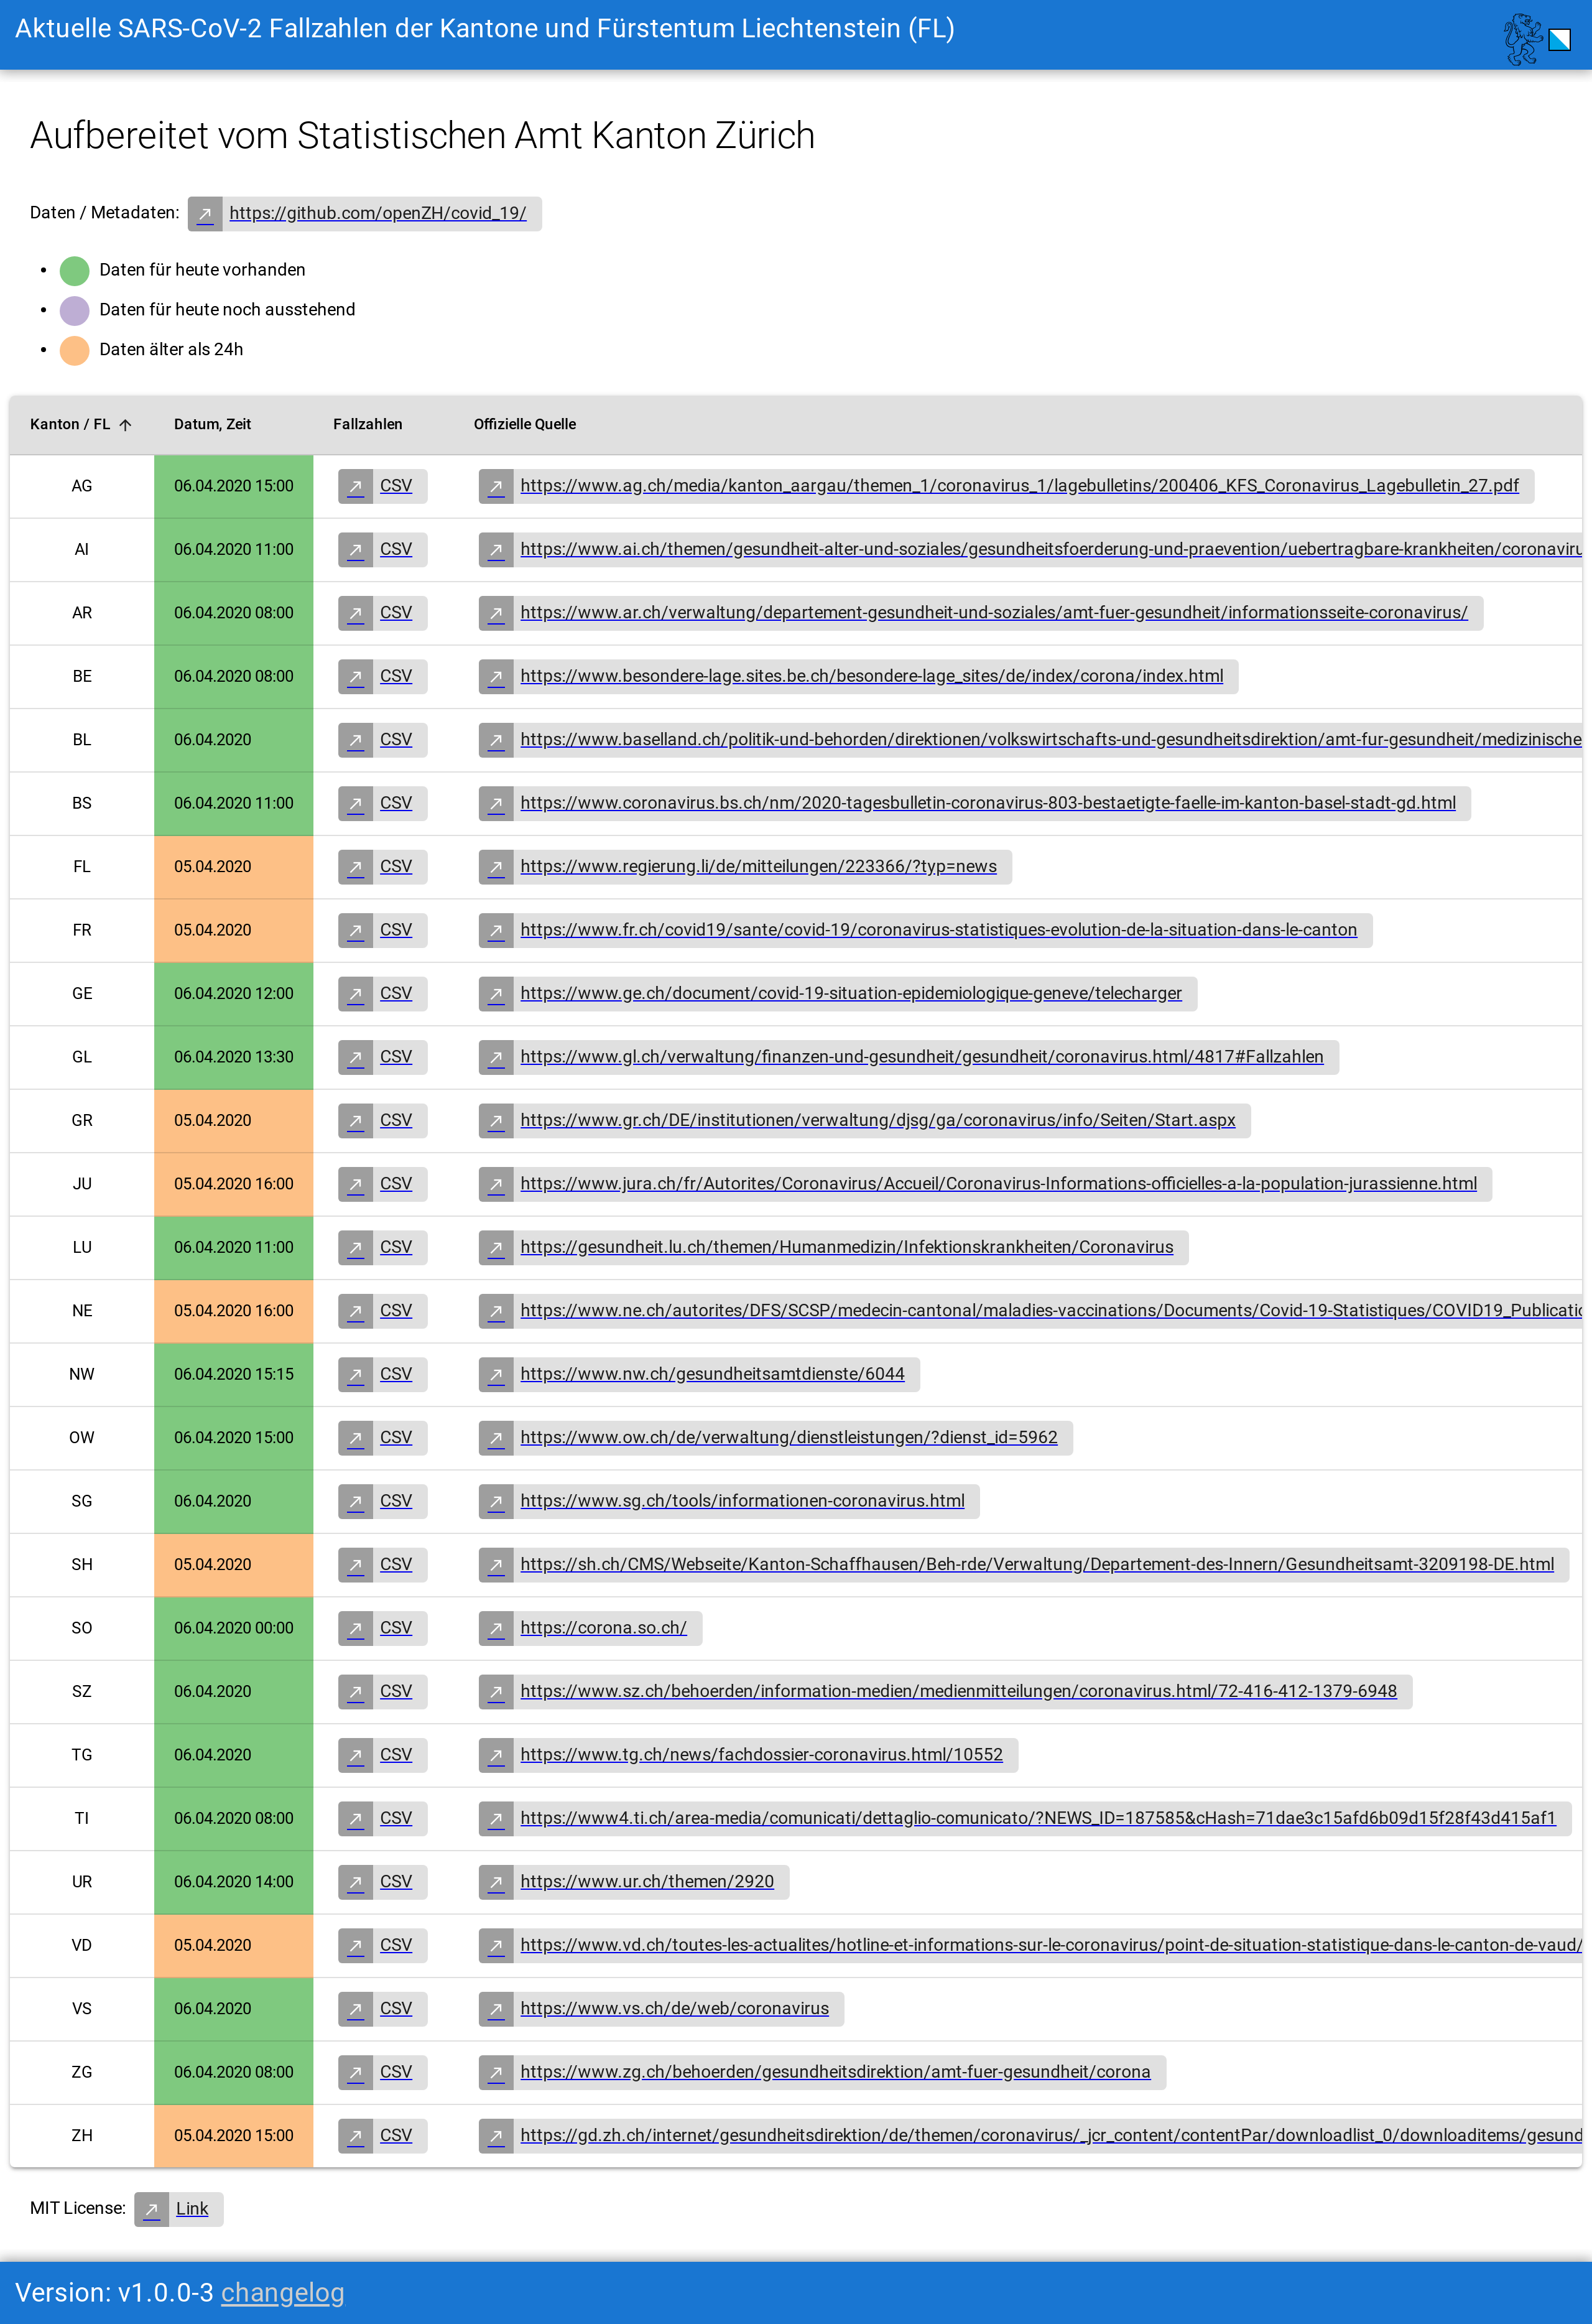 Aktuelle SARS-CoV-2 Fallzahlen der Kantone und Fürstentum Liechtenstein (FL)
Aufbereitet vom Statistischen Amt Kanton Zürich
Daten / Metadaten: https://github.com/openZH/covid_19/
Daten für heute vorhanden
Daten für heute noch ausstehend
Daten älter als 24h
Kanton / FL Datum, Zeit Fallzahlen Offizielle Quelle
AG 06.04.2020 15:00 CSV https://www.ag.ch/media/kanton_aargau/themen_1/coronavirus_1/lagebulletins/200406_KFS_Coronavirus_Lagebulletin_27.pdf
AI 06.04.2020 11:00 CSV https://www.ai.ch/themen/gesundheit-alter-und-soziales/gesundheitsfoerderung-und-praevention/uebertragbare-krankheiten/coronaviru
AR 06.04.2020 08:00 CSV https://www.ar.ch/verwaltung/departement-gesundheit-und-soziales/amt-fuer-gesundheit/informationsseite-coronavirus/
BE 06.04.2020 08:00 CSV https://www.besondere-lage.sites.be.ch/besondere-lage_sites/de/index/corona/index.html
BL 06.04.2020 CSV https://www.baselland.ch/politik-und-behorden/direktionen/volkswirtschafts-und-gesundheitsdirektion/amt-fur-gesundheit/medizinische
BS 06.04.2020 11:00 CSV https://www.coronavirus.bs.ch/nm/2020-tagesbulletin-coronavirus-803-bestaetigte-faelle-im-kanton-basel-stadt-gd.html
FL 05.04.2020 CSV https://www.regierung.li/de/mitteilungen/223366/?typ=news
FR 05.04.2020 CSV https://www.fr.ch/covid19/sante/covid-19/coronavirus-statistiques-evolution-de-la-situation-dans-le-canton
GE 06.04.2020 12:00 CSV https://www.ge.ch/document/covid-19-situation-epidemiologique-geneve/telecharger
GL 06.04.2020 13:30 CSV https://www.gl.ch/verwaltung/finanzen-und-gesundheit/gesundheit/coronavirus.html/4817#Fallzahlen
GR 05.04.2020 CSV https://www.gr.ch/DE/institutionen/verwaltung/djsg/ga/coronavirus/info/Seiten/Start.aspx
JU 05.04.2020 16:00 CSV https://www.jura.ch/fr/Autorites/Coronavirus/Accueil/Coronavirus-Informations-officielles-a-la-population-jurassienne.html
LU 06.04.2020 11:00 CSV https://gesundheit.lu.ch/themen/Humanmedizin/Infektionskrankheiten/Coronavirus
NE 05.04.2020 16:00 CSV https://www.ne.ch/autorites/DFS/SCSP/medecin-cantonal/maladies-vaccinations/Documents/Covid-19-Statistiques/COVID19_Publicatio
NW 06.04.2020 15:15 CSV https://www.nw.ch/gesundheitsamtdienste/6044
OW 06.04.2020 15:00 CSV https://www.ow.ch/de/verwaltung/dienstleistungen/?dienst_id=5962
SG 06.04.2020 CSV https://www.sg.ch/tools/informationen-coronavirus.html
SH 05.04.2020 CSV https://sh.ch/CMS/Webseite/Kanton-Schaffhausen/Beh-rde/Verwaltung/Departement-des-Innern/Gesundheitsamt-3209198-DE.html
SO 06.04.2020 00:00 CSV https://corona.so.ch/
SZ 06.04.2020 CSV https://www.sz.ch/behoerden/information-medien/medienmitteilungen/coronavirus.html/72-416-412-1379-6948
TG 06.04.2020 CSV https://www.tg.ch/news/fachdossier-coronavirus.html/10552
TI 06.04.2020 08:00 CSV https://www4.ti.ch/area-media/comunicati/dettaglio-comunicato/?NEWS_ID=187585&cHash=71dae3c15afd6b09d15f28f43d415af1
UR 06.04.2020 14:00 CSV https://www.ur.ch/themen/2920
VD 05.04.2020 CSV https://www.vd.ch/toutes-les-actualites/hotline-et-informations-sur-le-coronavirus/point-de-situation-statistique-dans-le-canton-de-vaud/
VS 06.04.2020 CSV https://www.vs.ch/de/web/coronavirus
ZG 06.04.2020 08:00 CSV https://www.zg.ch/behoerden/gesundheitsdirektion/amt-fuer-gesundheit/corona
ZH 05.04.2020 15:00 CSV https://gd.zh.ch/internet/gesundheitsdirektion/de/themen/coronavirus/_jcr_content/contentPar/downloadlist_0/downloaditems/gesund
MIT License: Link
Version: v1.0.0-3 changelog